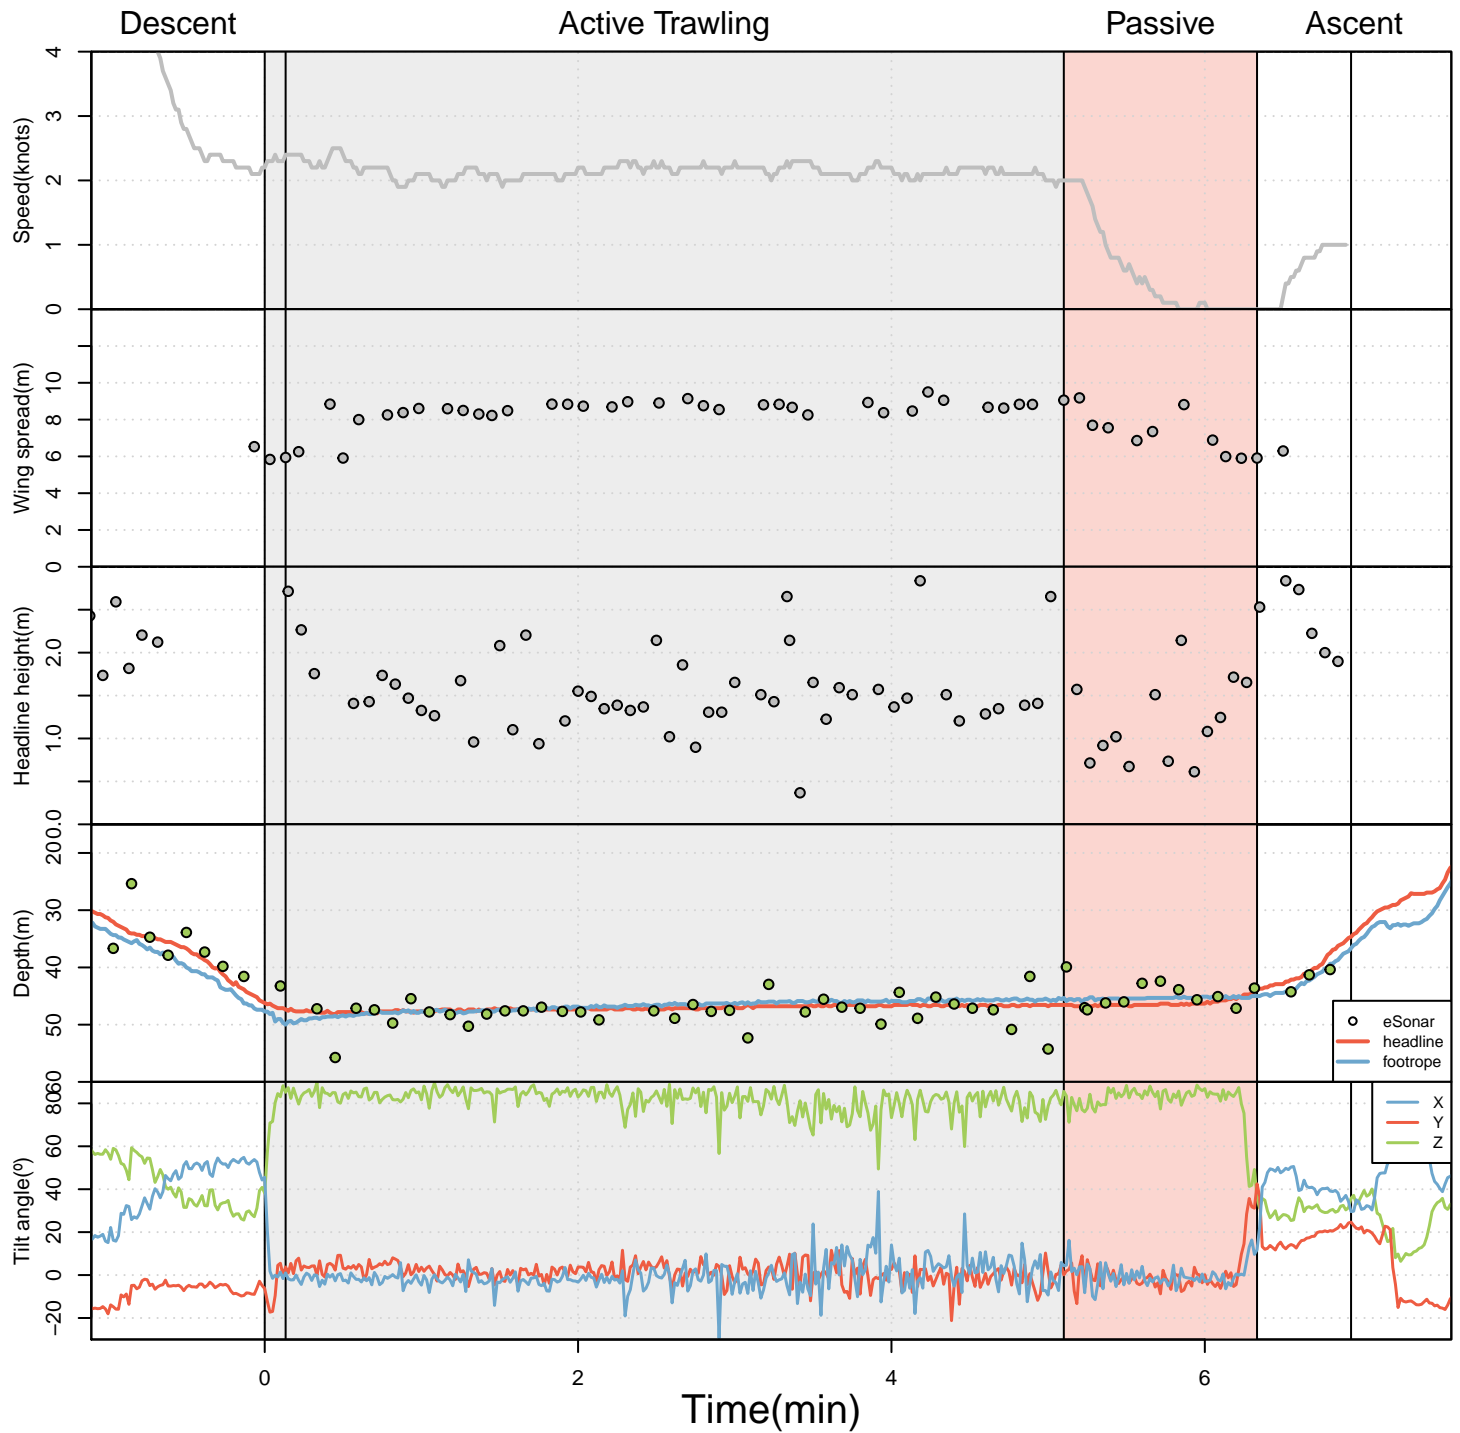 Descent Active Trawling Passive Ascent
Speed(knots)
4
3
2
1
0
Wing spread(m)
10
8
6
4
2
0
Headline height(m)
2.0
1.0
0.0
Depth(m)
20
30
40
50
60
eSonar
headline
footrope
Tilt angle(º)
80
60
40
20
0
−20
X
Y
Z
0 2 4 6
Time(min)